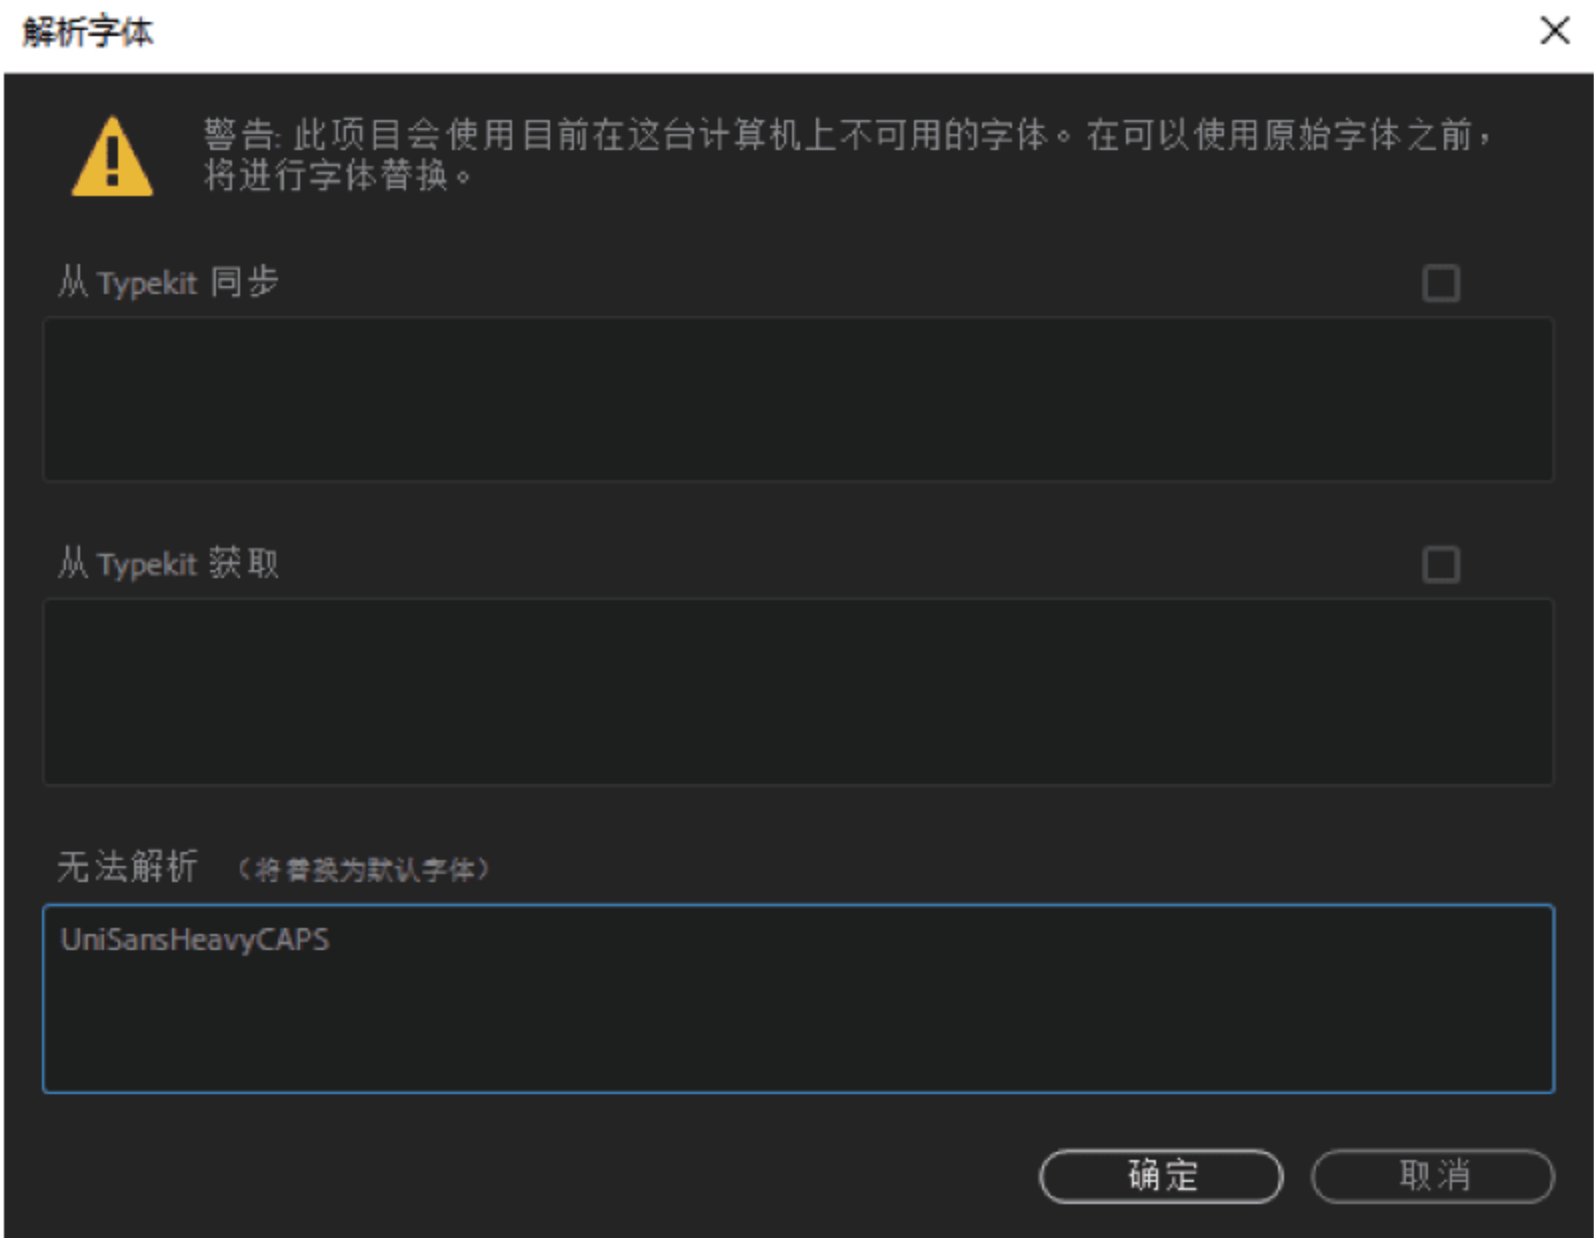 解析字体
警告: 此项目会使用目前在这台计算机上不可用的字体。在可以使用原始字体之前，
将进行字体替换。
从 Typekit 同步
从 Typekit 获取
无法解析 （将替换为默认字体）
UniSansHeavyCAPS
确定 取消